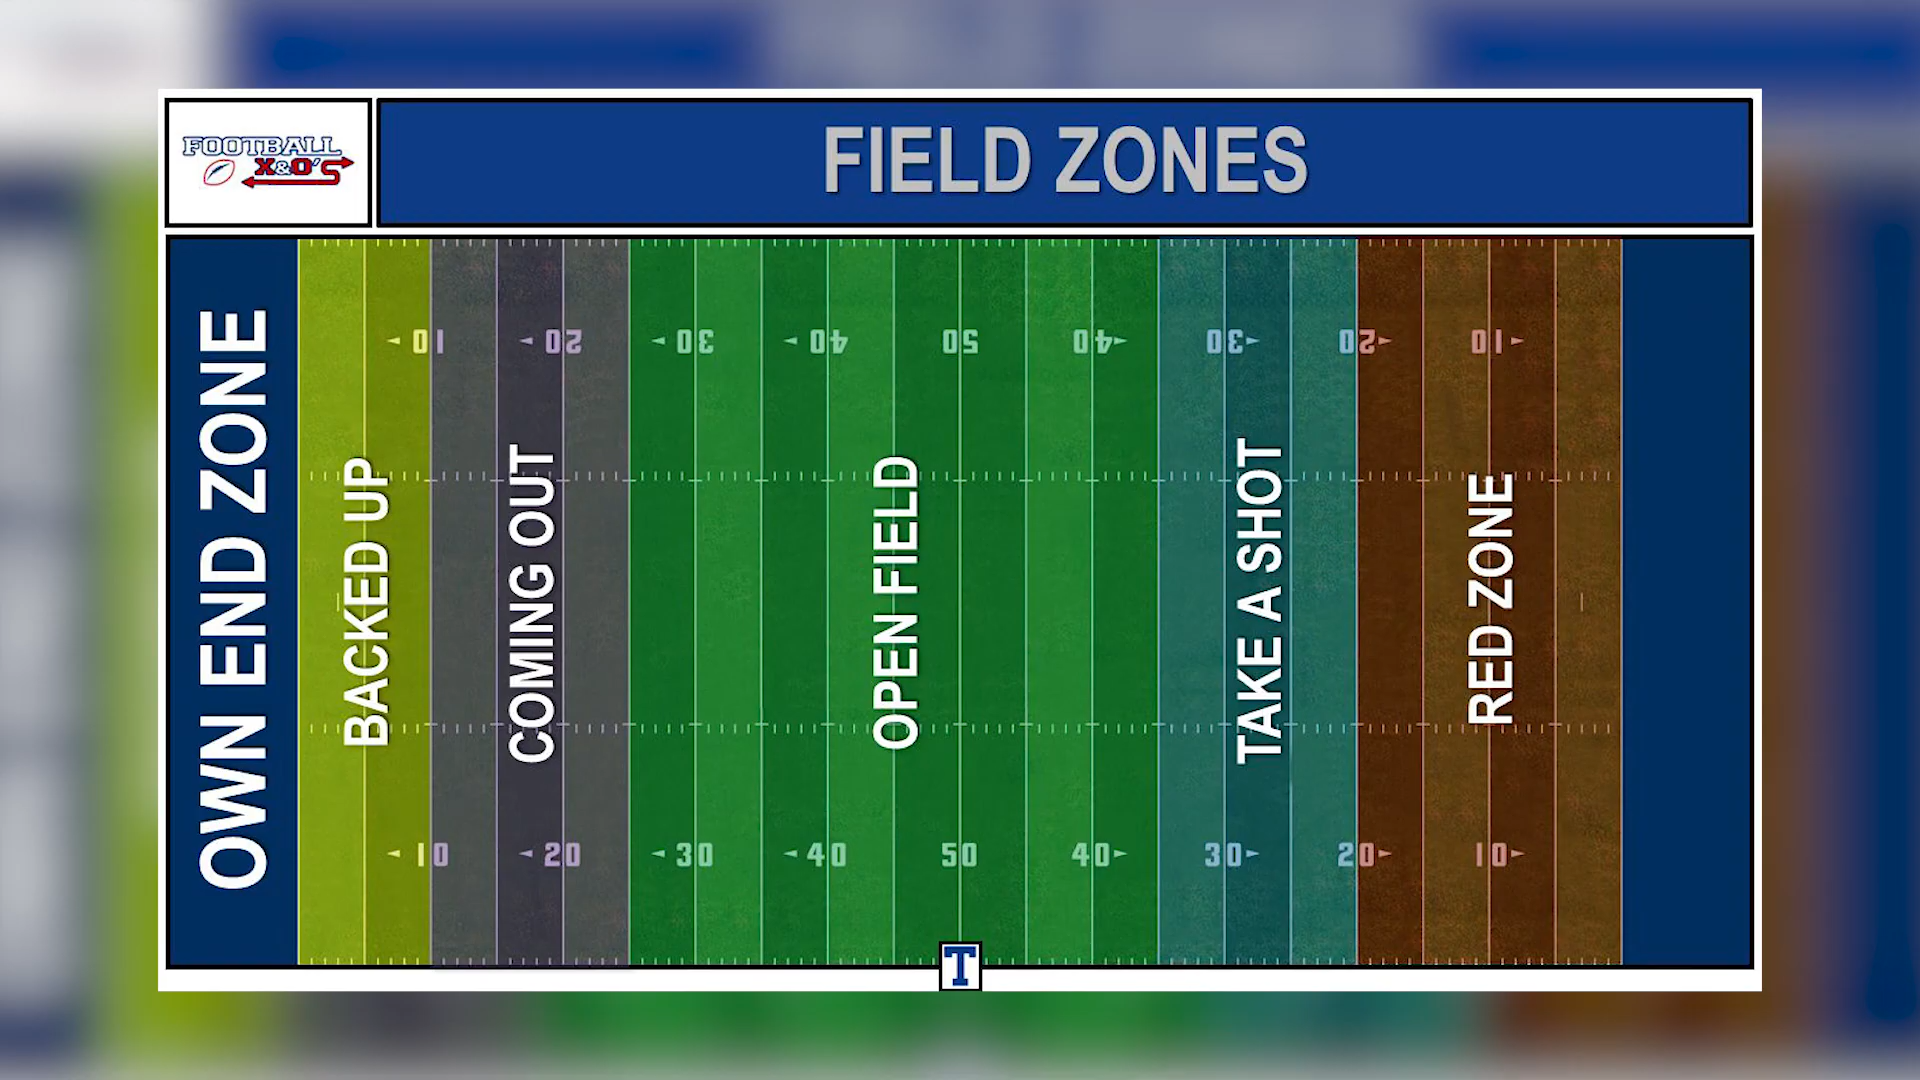 FOOTBALL
X&O'S
FIELD ZONES
OWN END ZONE
BACKED UP
COMING OUT
OPEN FIELD
TAKE A SHOT
RED ZONE
10 20 30 40 50 40 30 20 10
10 20 30 40 50 40 30 20 10
T